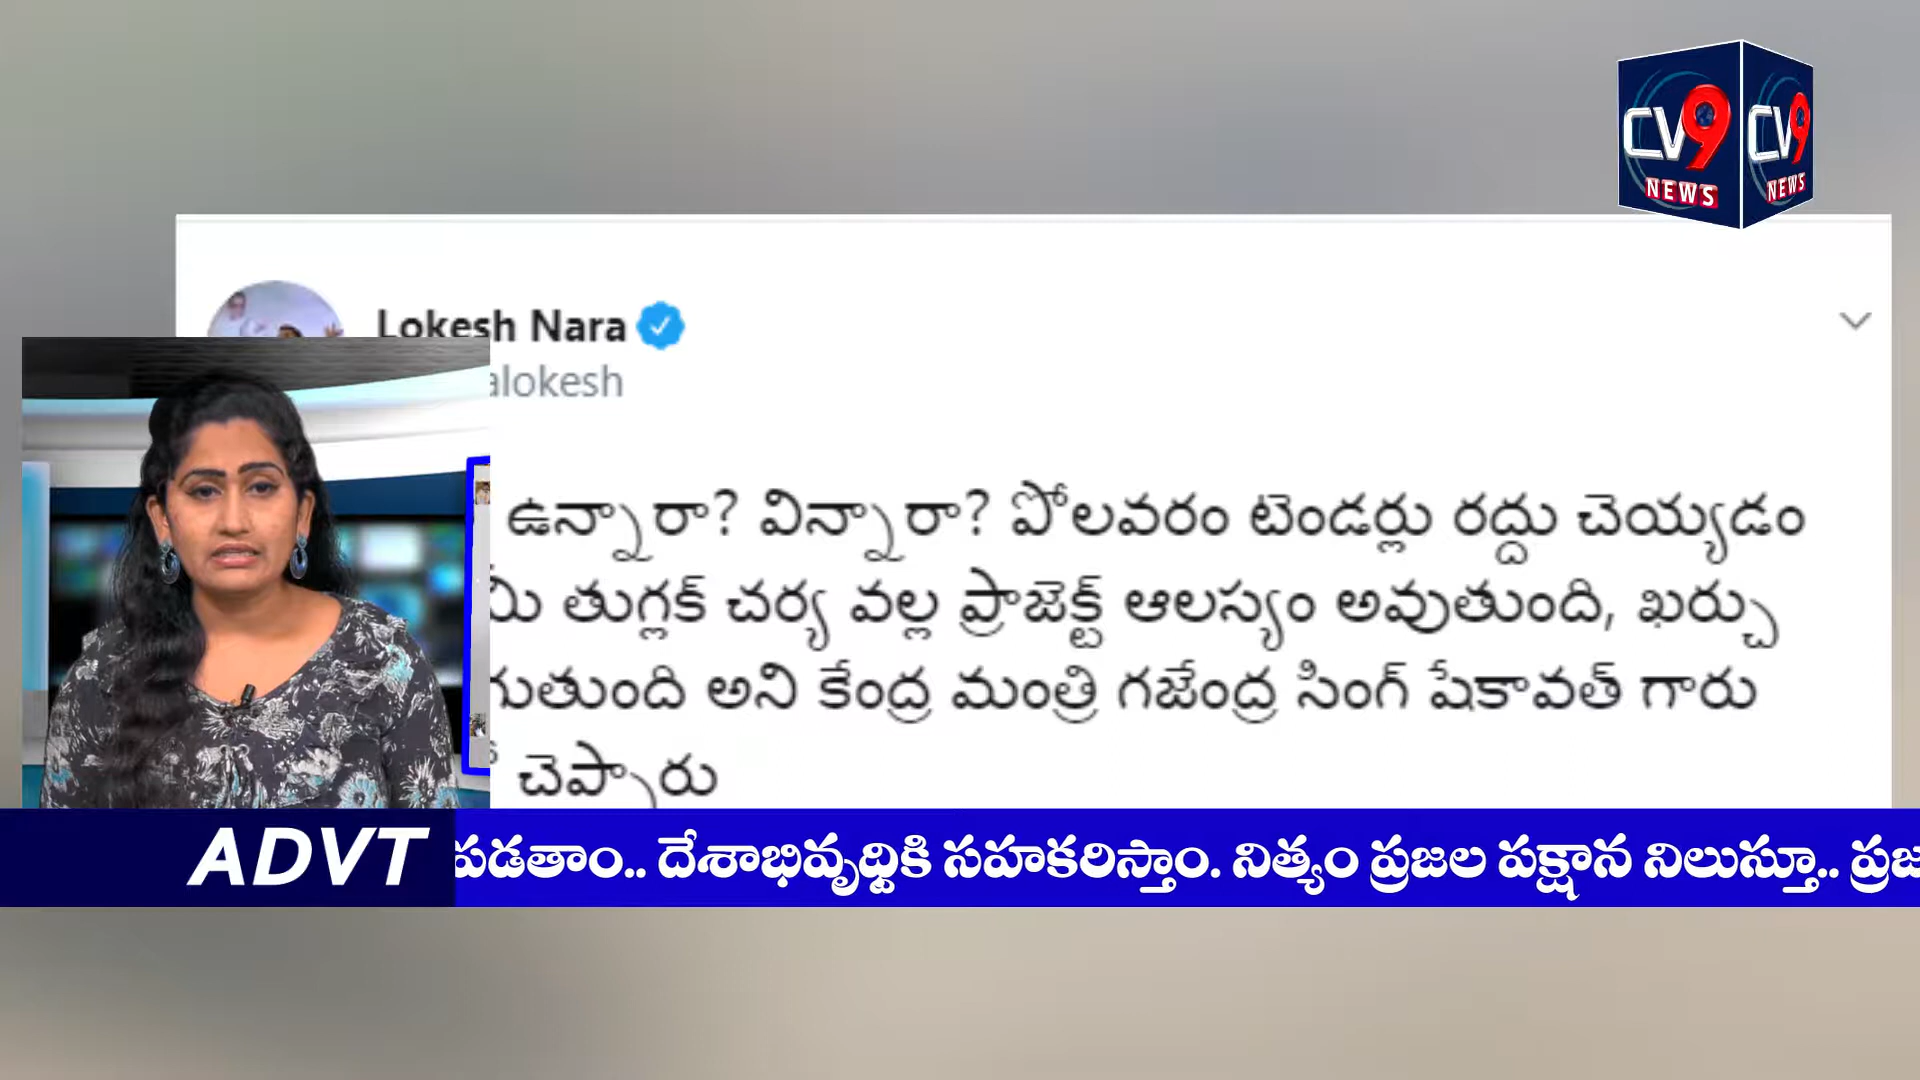 CV9
NEWS
CV9
NEWS
Lokesh Nara
alokesh
ఉన్నారా? విన్నారా? పోలవరం టెండర్లు రద్దు చెయ్యడం
మీ తుగ్లక్ చర్య వల్ల ప్రాజెక్ట్ ఆలస్యం అవుతుంది, ఖర్చు
గుతుంది అని కేంద్ర మంత్రి గజేంద్ర సింగ్ షేకావత్ గారు
చెప్పారు
ADVT పడతాం.. దేశాభివృద్ధికి సహకరిస్తాం. నిత్యం ప్రజల పక్షాన నిలుస్తూ.. ప్రజ